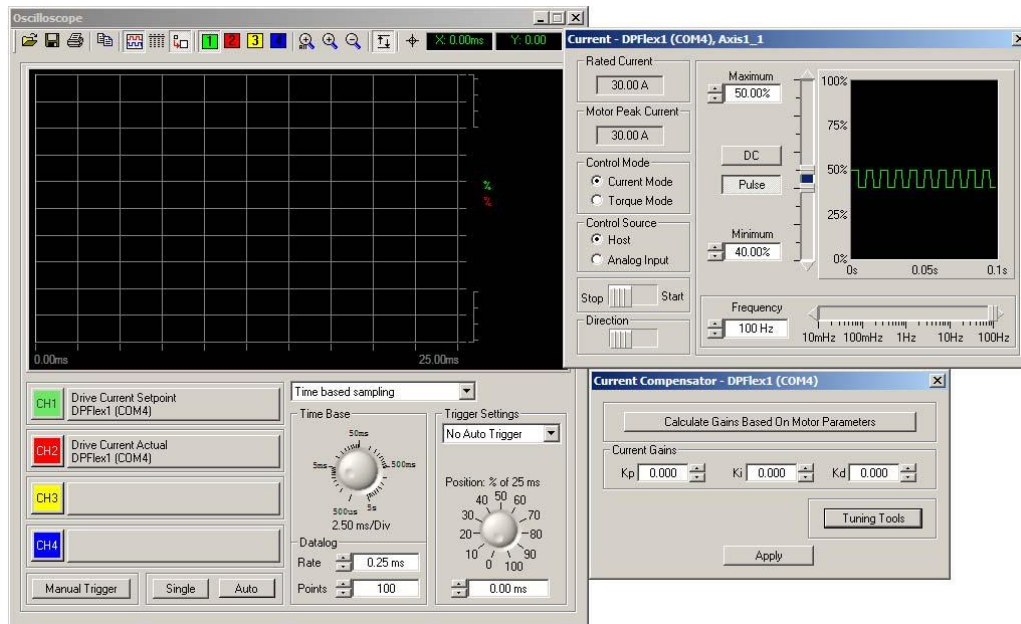 Oscilloscope
1 2 3 4 X: 0.00ms Y: 0.00
%
%
0.00ms 25.00ms
CH1 Drive Current Setpoint
DPFlex1 (COM4)
CH2 Drive Current Actual
DPFlex1 (COM4)
CH3
CH4
Manual Trigger Single Auto
Time based sampling
Time Base
50ms
5ms 500ms
500us 5s
2.50 ms/Div
Datalog
Rate 0.25 ms
Points 100
Trigger Settings
No Auto Trigger
Position: % of 25 ms
40 50 60
30 70
20 80
10 90
0 100
0.00 ms
Current - DPFlex1 (COM4), Axis1_1
Rated Current
30.00 A
Motor Peak Current
30.00 A
Control Mode
Current Mode
Torque Mode
Control Source
Host
Analog Input
Stop Start
Direction
Maximum
50.00%
DC
Pulse
Minimum
40.00%
100%
75%
50%
25%
0%
0s 0.05s 0.1s
Frequency
100 Hz
10mHz 100mHz 1Hz 10Hz 100Hz
Current Compensator - DPFlex1 (COM4)
Calculate Gains Based On Motor Parameters
Current Gains
Kp 0.000 Ki 0.000 Kd 0.000
Tuning Tools
Apply